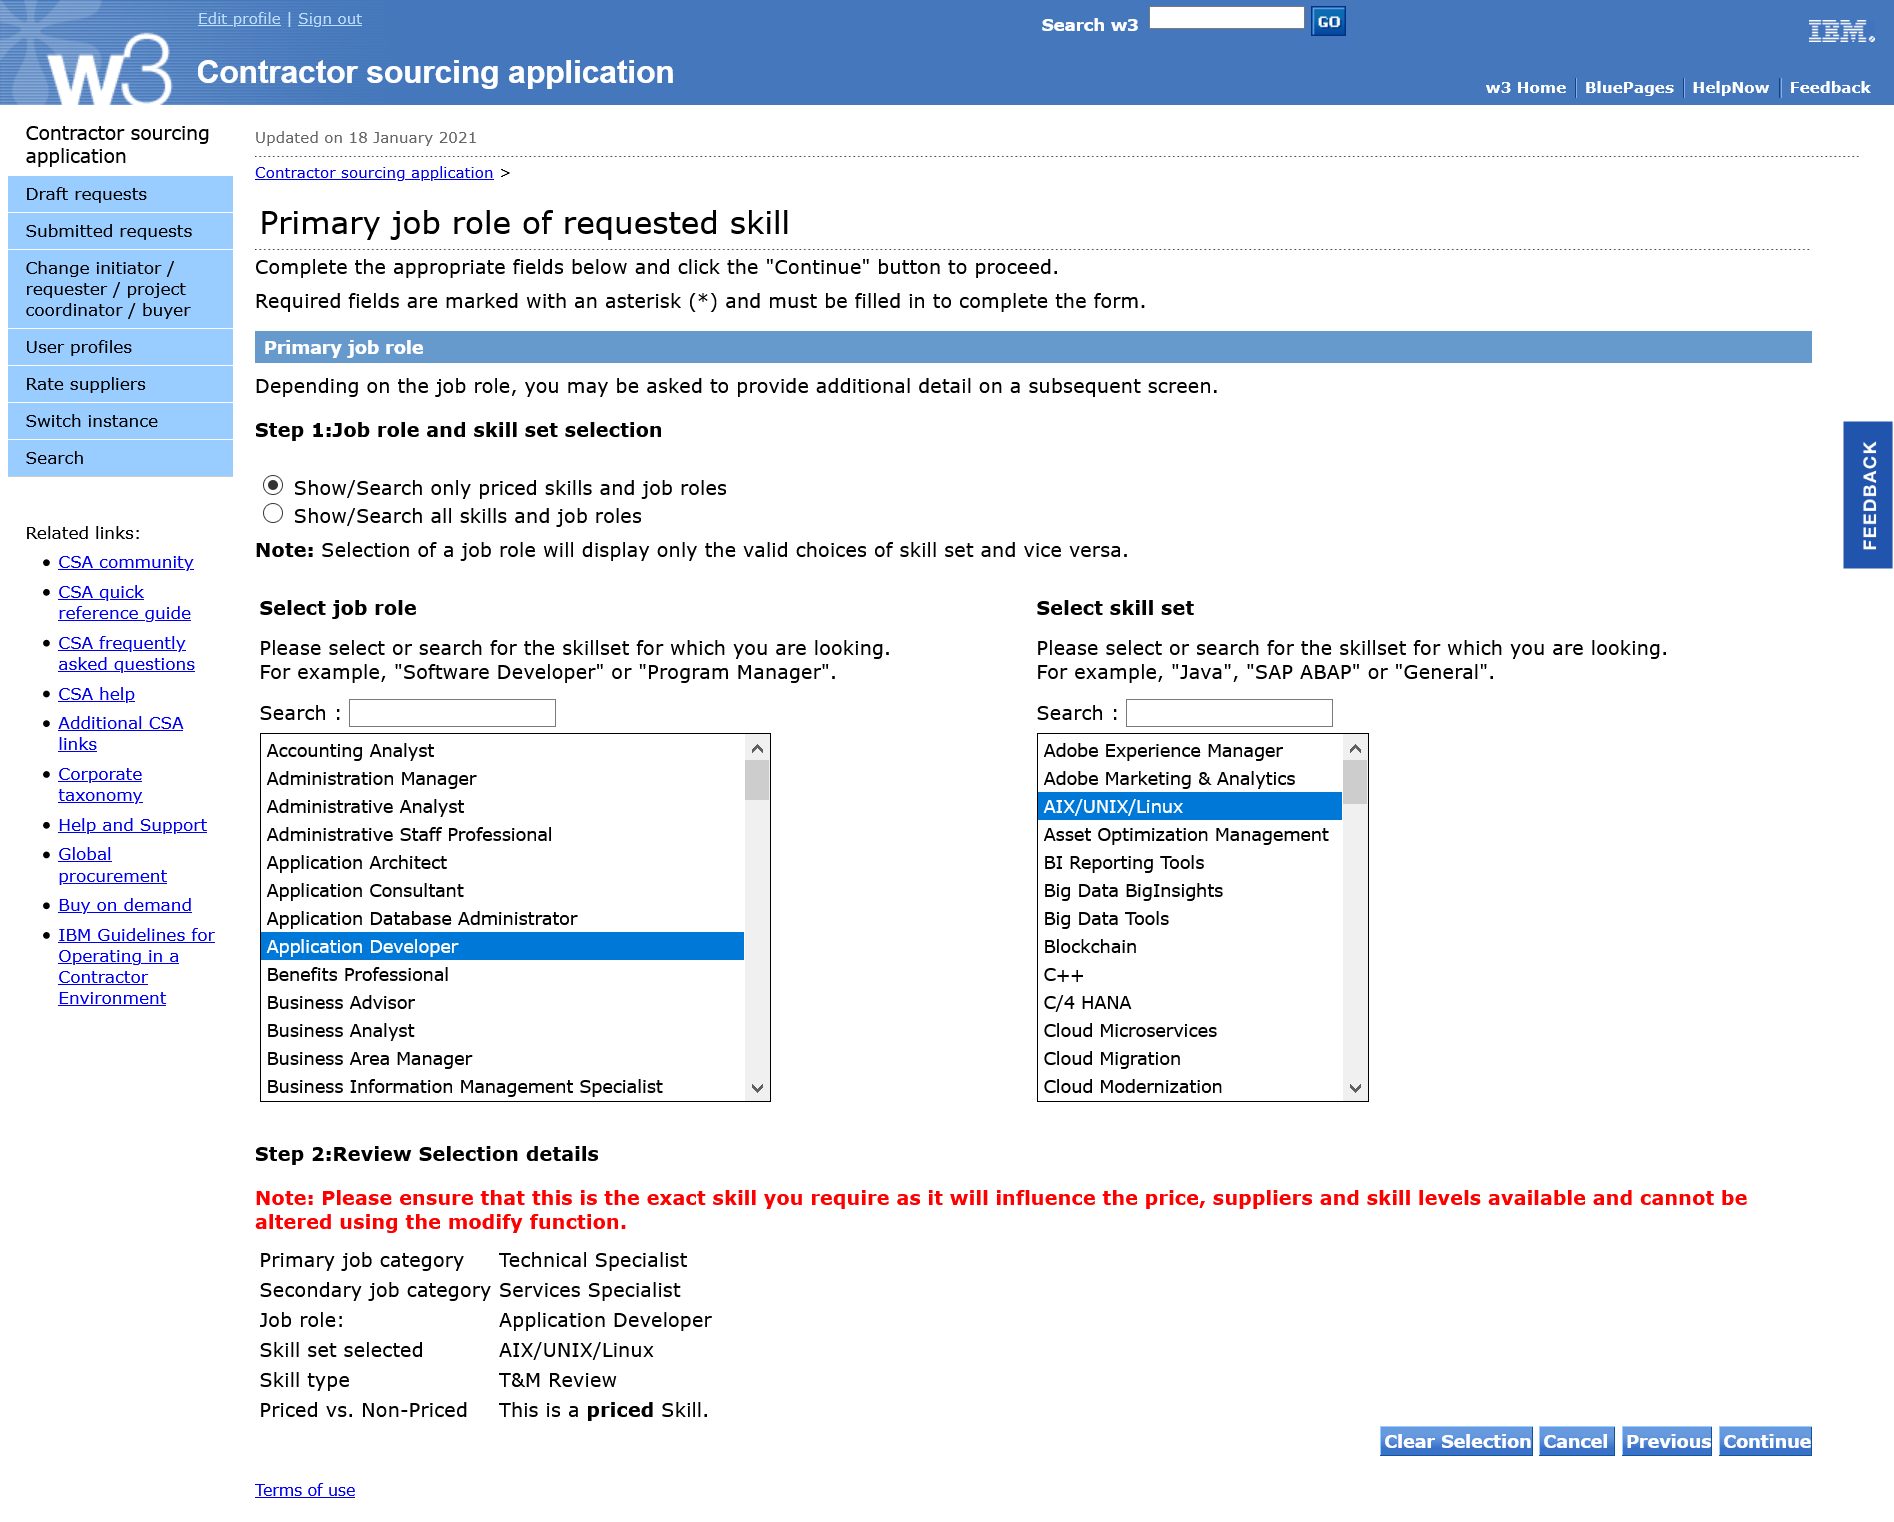 Edit profile | Sign out
Search w3
GO
IBM
w3
Contractor sourcing application
w3 Home
BluePages
HelpNow
Feedback
Contractor sourcing
application
Draft requests
Submitted requests
Change initiator /
requester / project
coordinator / buyer
User profiles
Rate suppliers
Switch instance
Search
Related links:
CSA community
CSA quick
reference guide
CSA frequently
asked questions
CSA help
Additional CSA
links
Corporate
taxonomy
Help and Support
Global
procurement
Buy on demand
IBM Guidelines for
Operating in a
Contractor
Environment
Updated on 18 January 2021
Contractor sourcing application >
Primary job role of requested skill
Complete the appropriate fields below and click the "Continue" button to proceed.
Required fields are marked with an asterisk (*) and must be filled in to complete the form.
Primary job role
Depending on the job role, you may be asked to provide additional detail on a subsequent screen.
Step 1:Job role and skill set selection
Show/Search only priced skills and job roles
Show/Search all skills and job roles
Note: Selection of a job role will display only the valid choices of skill set and vice versa.
Select job role
Please select or search for the skillset for which you are looking.
For example, "Software Developer" or "Program Manager".
Search :
Accounting Analyst
Administration Manager
Administrative Analyst
Administrative Staff Professional
Application Architect
Application Consultant
Application Database Administrator
Application Developer
Benefits Professional
Business Advisor
Business Analyst
Business Area Manager
Business Information Management Specialist
Select skill set
Please select or search for the skillset for which you are looking.
For example, "Java", "SAP ABAP" or "General".
Search :
Adobe Experience Manager
Adobe Marketing & Analytics
AIX/UNIX/Linux
Asset Optimization Management
BI Reporting Tools
Big Data BigInsights
Big Data Tools
Blockchain
C++
C/4 HANA
Cloud Microservices
Cloud Migration
Cloud Modernization
FEEDBACK
Step 2:Review Selection details
Note: Please ensure that this is the exact skill you require as it will influence the price, suppliers and skill levels available and cannot be
altered using the modify function.
Primary job category Technical Specialist
Secondary job category Services Specialist
Job role: Application Developer
Skill set selected AIX/UNIX/Linux
Skill type T&M Review
Priced vs. Non-Priced This is a priced Skill.
Clear Selection
Cancel
Previous
Continue
Terms of use